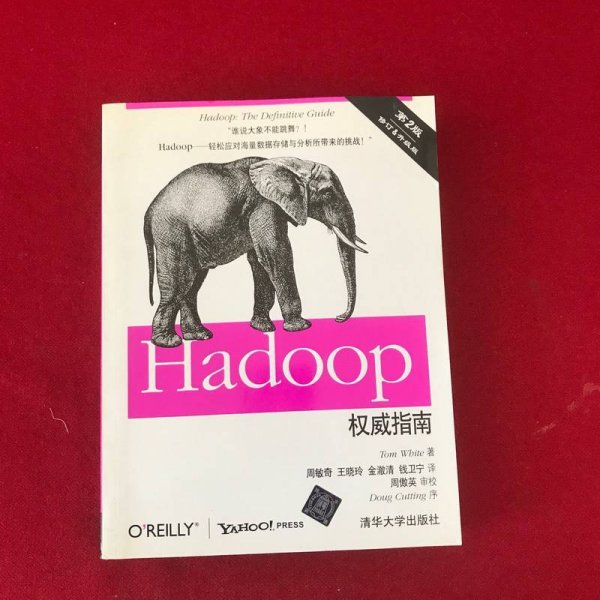 Hadoop: The Definitive Guide
"谁说大象不能跳舞?!
Hadoop——轻松应对海量数据存储与分析所带来的挑战!"
第2版
修订&升级版
Hadoop
权威指南
Tom White 著
周敏奇 王晓玲 金澈清 钱卫宁 译
周傲英 审校
Doug Cutting 序
O'REILLY®
YAHOO! PRESS
清华大学出版社